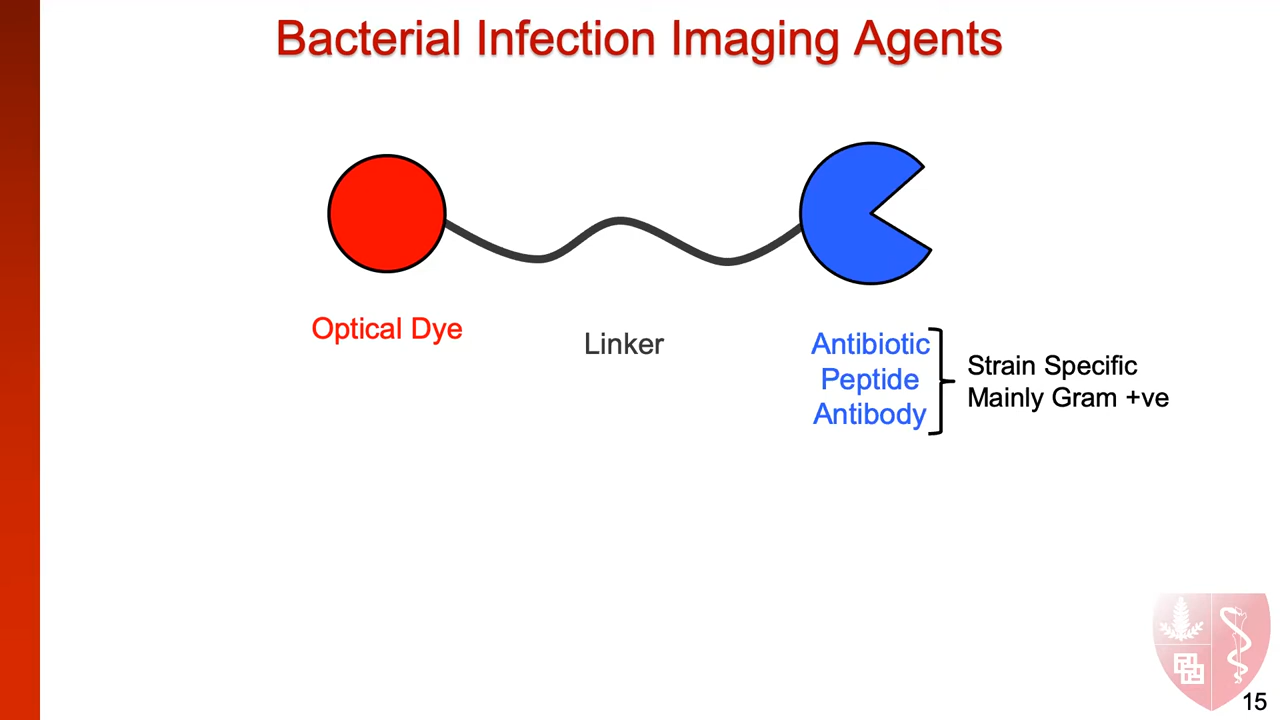 Bacterial Infection Imaging Agents
Optical Dye
Linker
Antibiotic
Peptide
Antibody
Strain Specific
Mainly Gram +ve
15